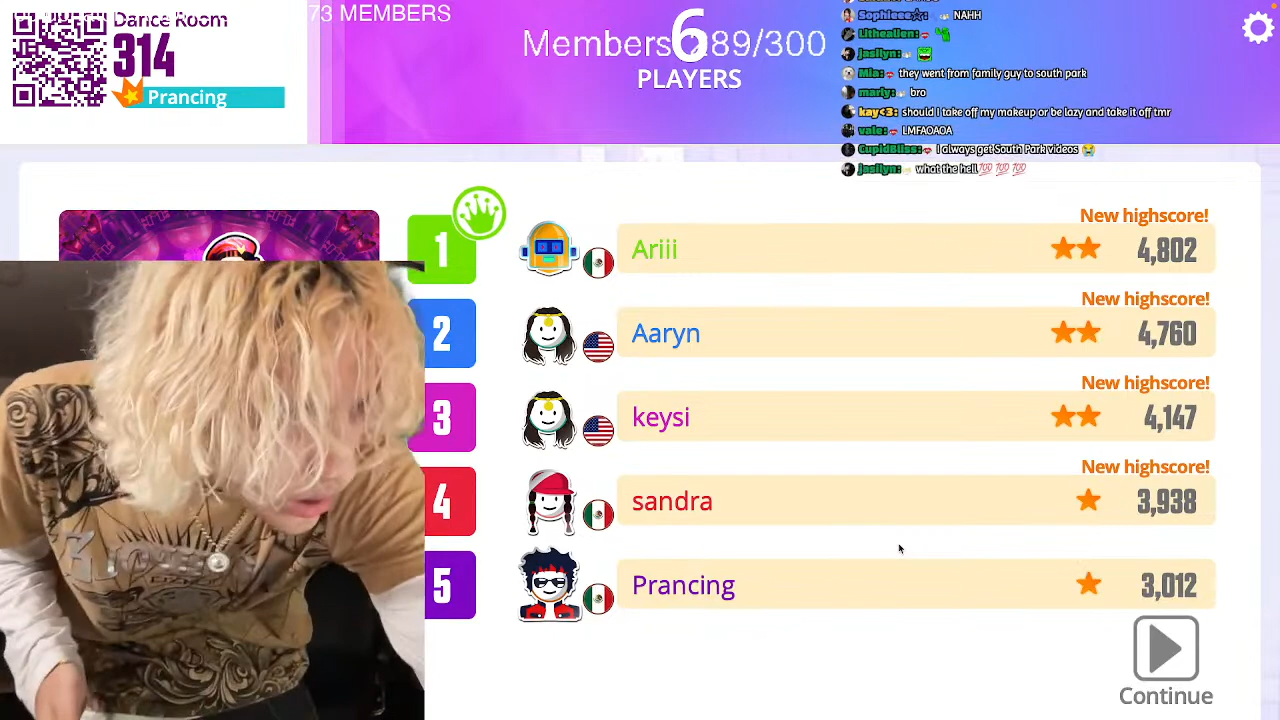 Dance Room
73 MEMBERS
314
Prancing
Members 289/300
6
PLAYERS
Sophieee☆: NAHH
Lithealien:
Jasilyn:
Mia: they went from family guy to south park
marly: bro
kay<3: should I take off my makeup or be lazy and take it off tmr
vale: LMFAOAOA
CupidBliss: I always get South Park videos 😭
Jasilyn: what the hell 💯 💯 💯
1
Ariii
New highscore!
4,802
2
Aaryn
New highscore!
4,760
3
keysi
New highscore!
4,147
4
sandra
New highscore!
3,938
5
Prancing
3,012
Continue